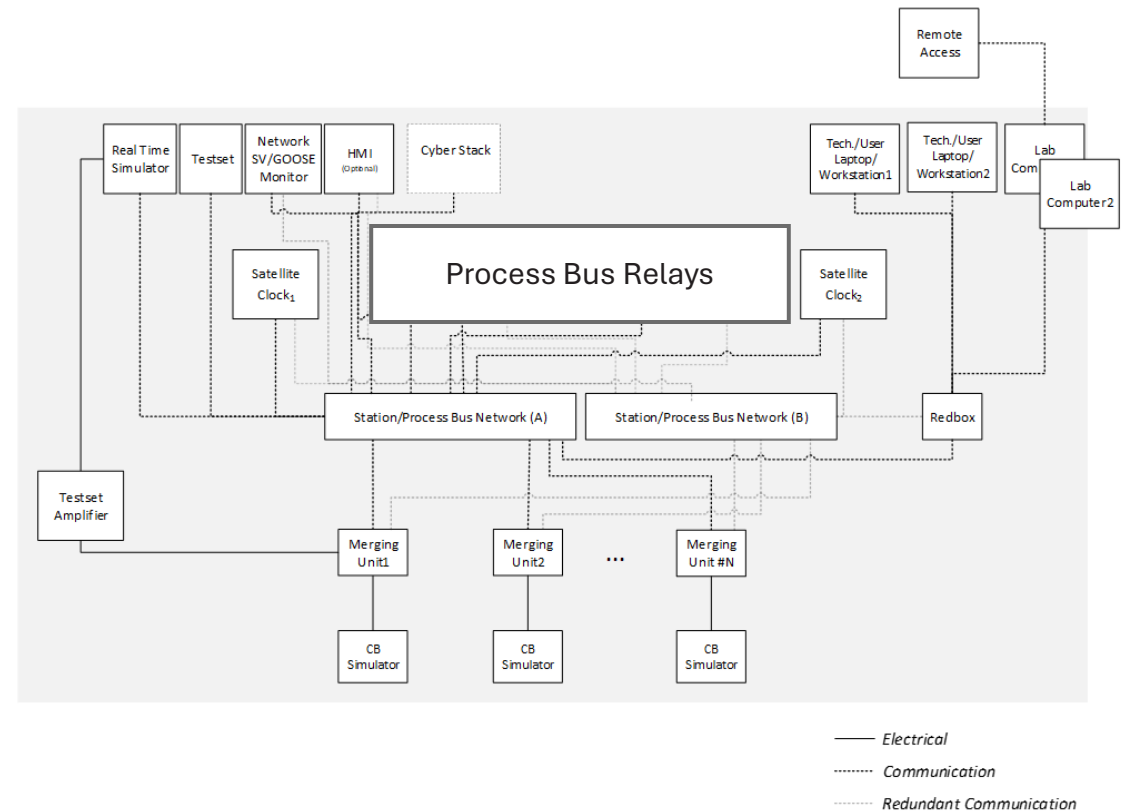 Remote
Access
Real Time
Simulator
Testset
Network
SV/GOOSE
Monitor
HMI
(Optional)
Cyber Stack
Tech./User
Laptop/
Workstation1
Tech./User
Laptop/
Workstation2
Lab
Com
Lab
Computer2
Satellite
Clock1
Process Bus Relays
Satellite
Clock2
Station/Process Bus Network (A)
Station/Process Bus Network (B)
Redbox
Testset
Amplifier
Merging
Unit1
Merging
Unit2
...
Merging
Unit #N
CB
Simulator
CB
Simulator
CB
Simulator
Electrical
Communication
Redundant Communication